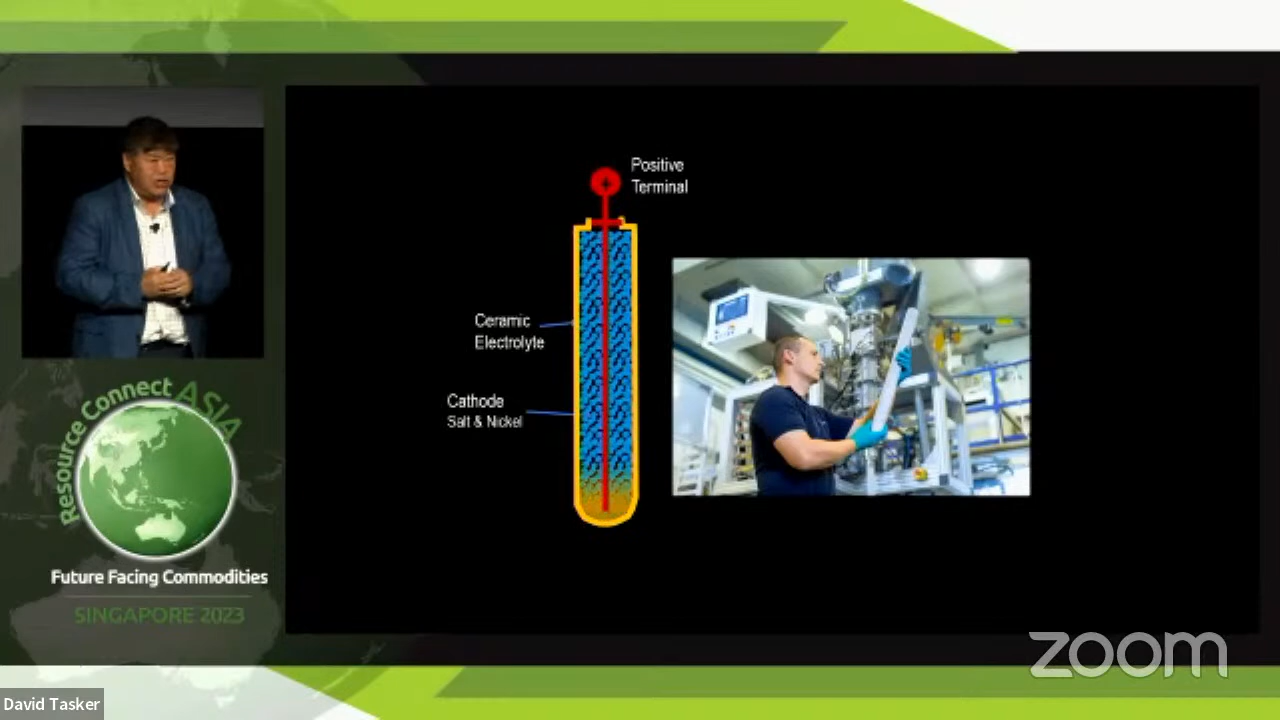 Positive
Terminal
Ceramic
Electrolyte
Cathode
Salt & Nickel
Resource Connect ASIA
Future Facing Commodities
SINGAPORE 2023
zoom
David Tasker